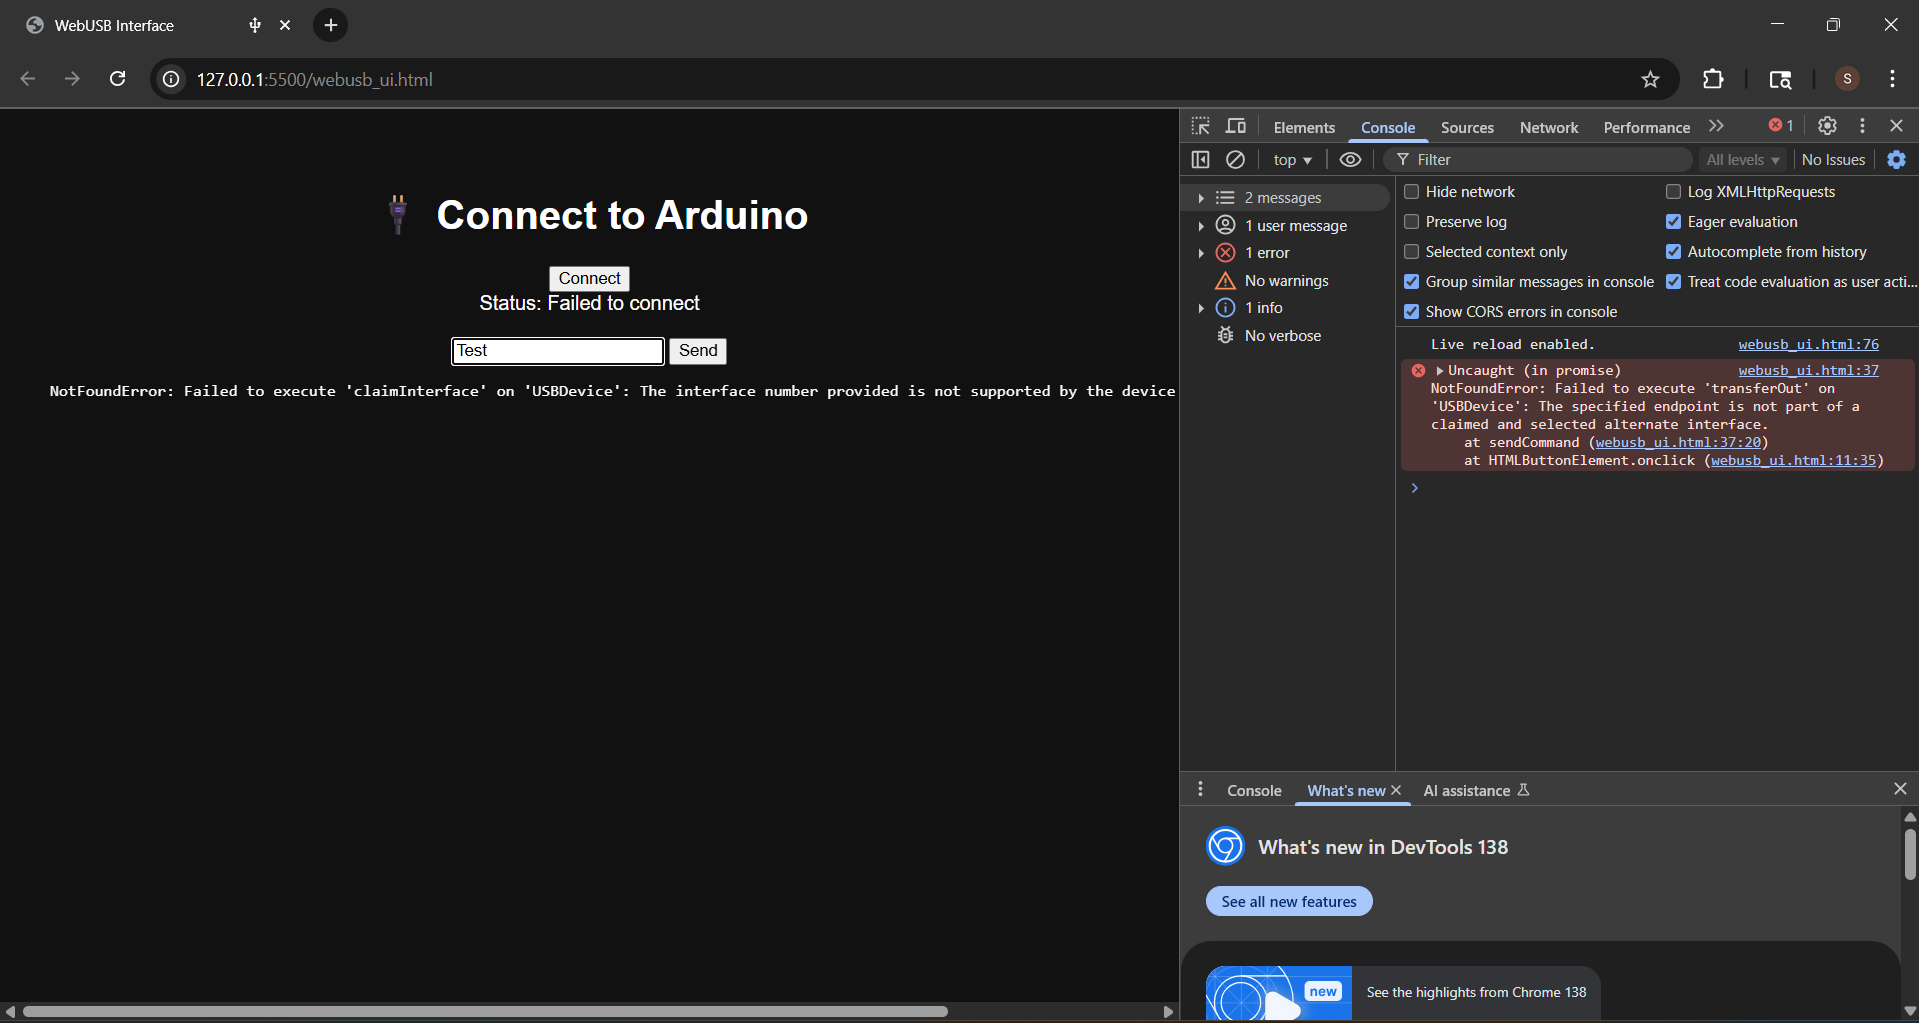 WebUSB Interface
127.0.0.1:5500/webusb_ui.html
S
Connect to Arduino
Connect
Status: Failed to connect
Test
Send
NotFoundError: Failed to execute 'claimInterface' on 'USBDevice': The interface number provided is not supported by the device
Elements
Console
Sources
Network
Performance
1
top
Filter
All levels
No Issues
2 messages
1 user message
1 error
No warnings
1 info
No verbose
Hide network
Log XMLHttpRequests
Preserve log
Eager evaluation
Selected context only
Autocomplete from history
Group similar messages in console
Treat code evaluation as user acti...
Show CORS errors in console
Live reload enabled.
webusb_ui.html:76
Uncaught (in promise)
webusb_ui.html:37
NotFoundError: Failed to execute 'transferOut' on
'USBDevice': The specified endpoint is not part of a
claimed and selected alternate interface.
at sendCommand (webusb_ui.html:37:20)
at HTMLButtonElement.onclick (webusb_ui.html:11:35)
Console
What's new
AI assistance
What's new in DevTools 138
See all new features
new
See the highlights from Chrome 138